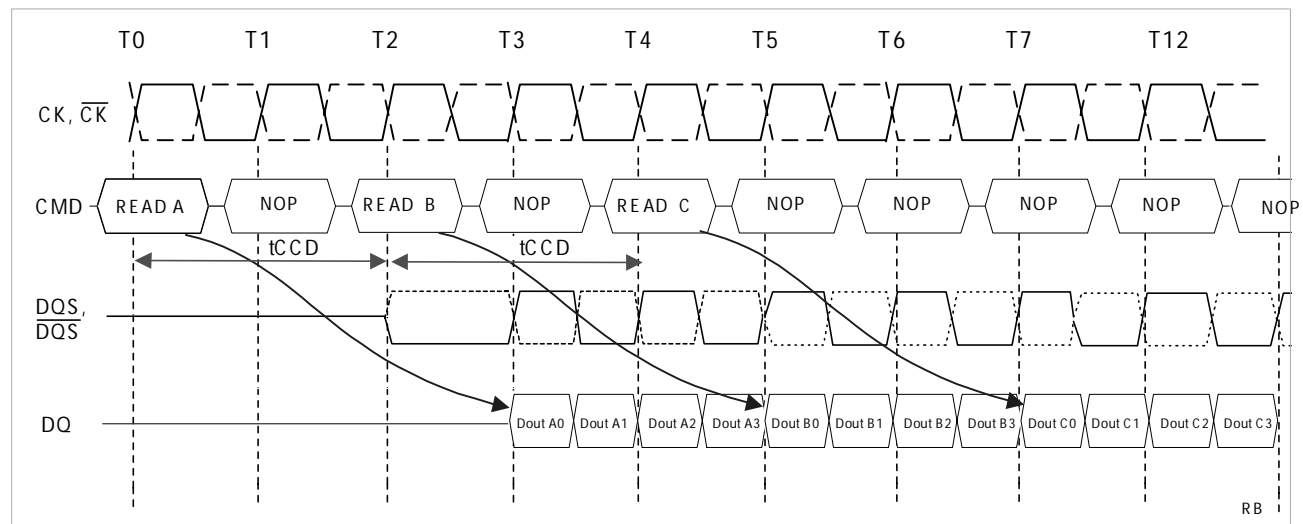 T0 T1 T2 T3 T4 T5 T6 T7 T12
CK, CK
CMD READ A NOP READ B NOP READ C NOP NOP NOP NOP NOP
tCCD tCCD
DQS,
DQS
DQ Dout A0 Dout A1 Dout A2 Dout A3 Dout B0 Dout B1 Dout B2 Dout B3 Dout C0 Dout C1 Dout C2 Dout C3
RB